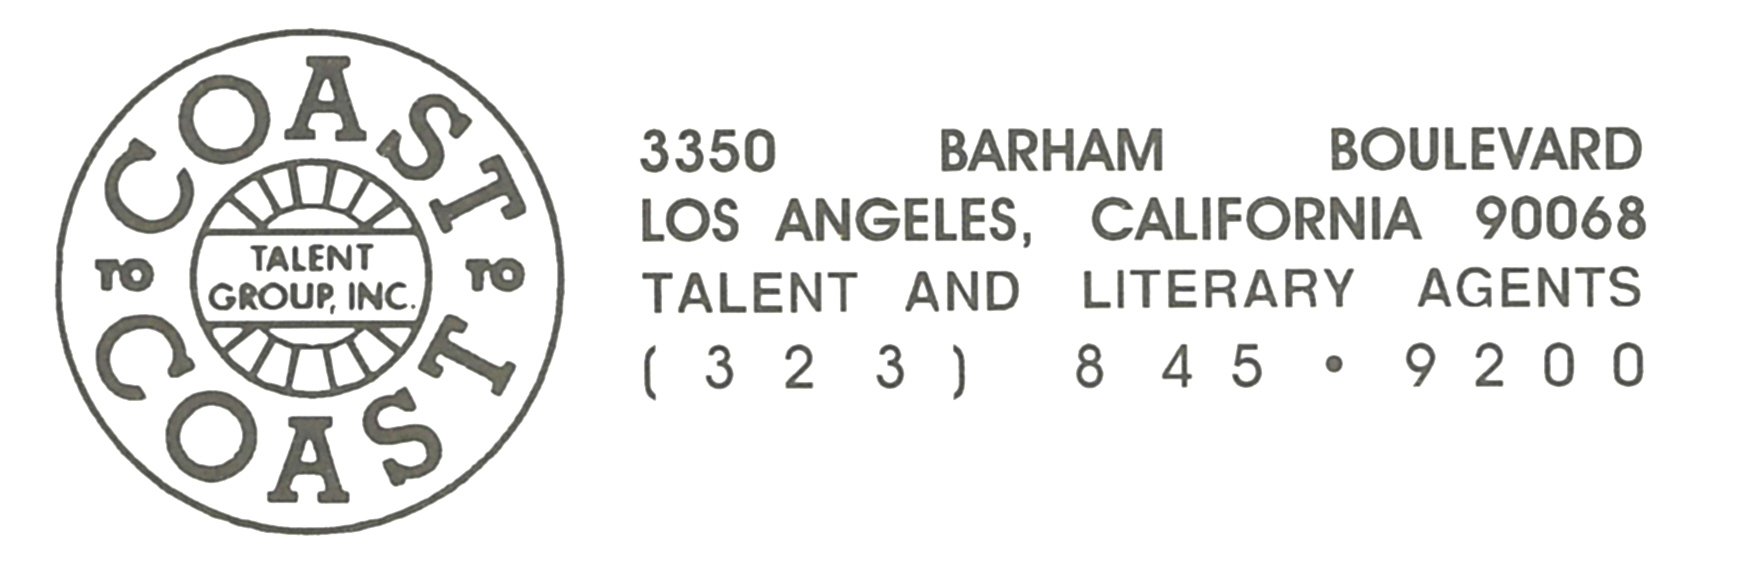 COAST
TO TO
COAST
TALENT
GROUP, INC.
3350 BARHAM BOULEVARD
LOS ANGELES, CALIFORNIA 90068
TALENT AND LITERARY AGENTS
(323) 845•9200